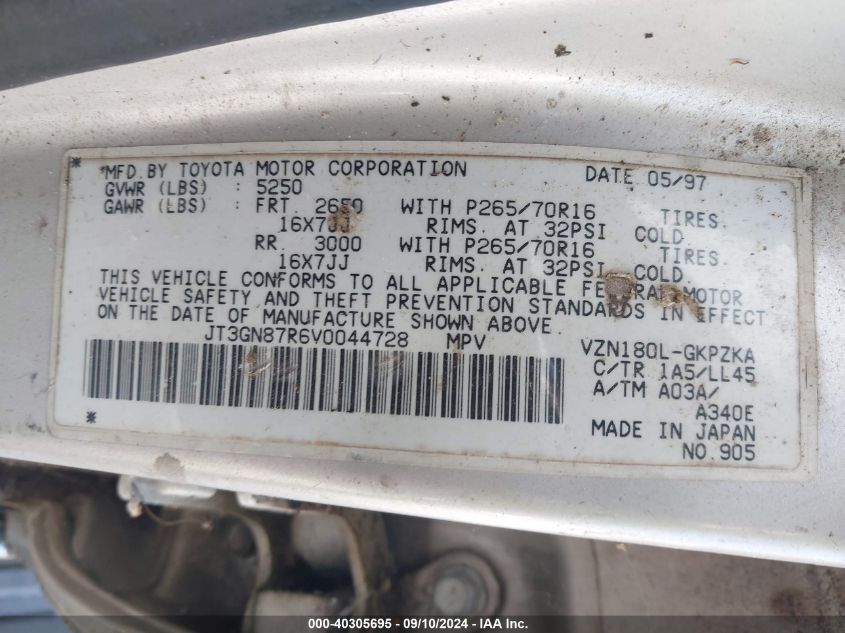 *MFD.BY TOYOTA MOTOR CORPORATION DATE 05/97
GVWR (LBS) : 5250
GAWR (LBS) : FRT. 2650 WITH P265/70R16 TIRES.
16X7JJ RIMS. AT 32PSI COLD.
RR. 3000 WITH P265/70R16 TIRES.
16X7JJ RIMS. AT 32PSI COLD.
THIS VEHICLE CONFORMS TO ALL APPLICABLE FEDERAL MOTOR
VEHICLE SAFETY AND THEFT PREVENTION STANDARDS IN EFFECT
ON THE DATE OF MANUFACTURE SHOWN ABOVE.
JT3GN87R6V0044728 MPV VZN180L-GKPZKA
C/TR 1A5/LL45
A/TM A03A/
A340E
* MADE IN JAPAN
NO.905
000-40305695 - 09/10/2024 - IAA Inc.